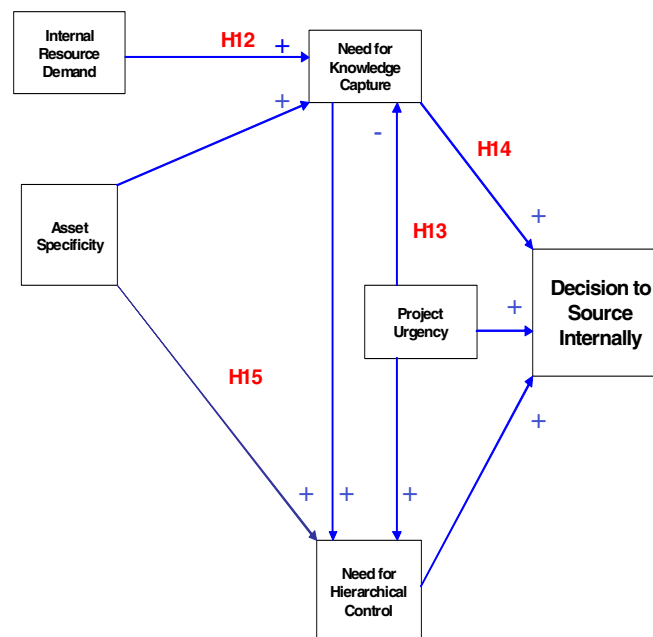 Internal
Resource
Demand
H12
+
Need for
Knowledge
Capture
+
-
H14
+
Asset
Specificity
H13
Project
Urgency
+
Decision to
Source
Internally
H15
+
+
+
+
Need for
Hierarchical
Control